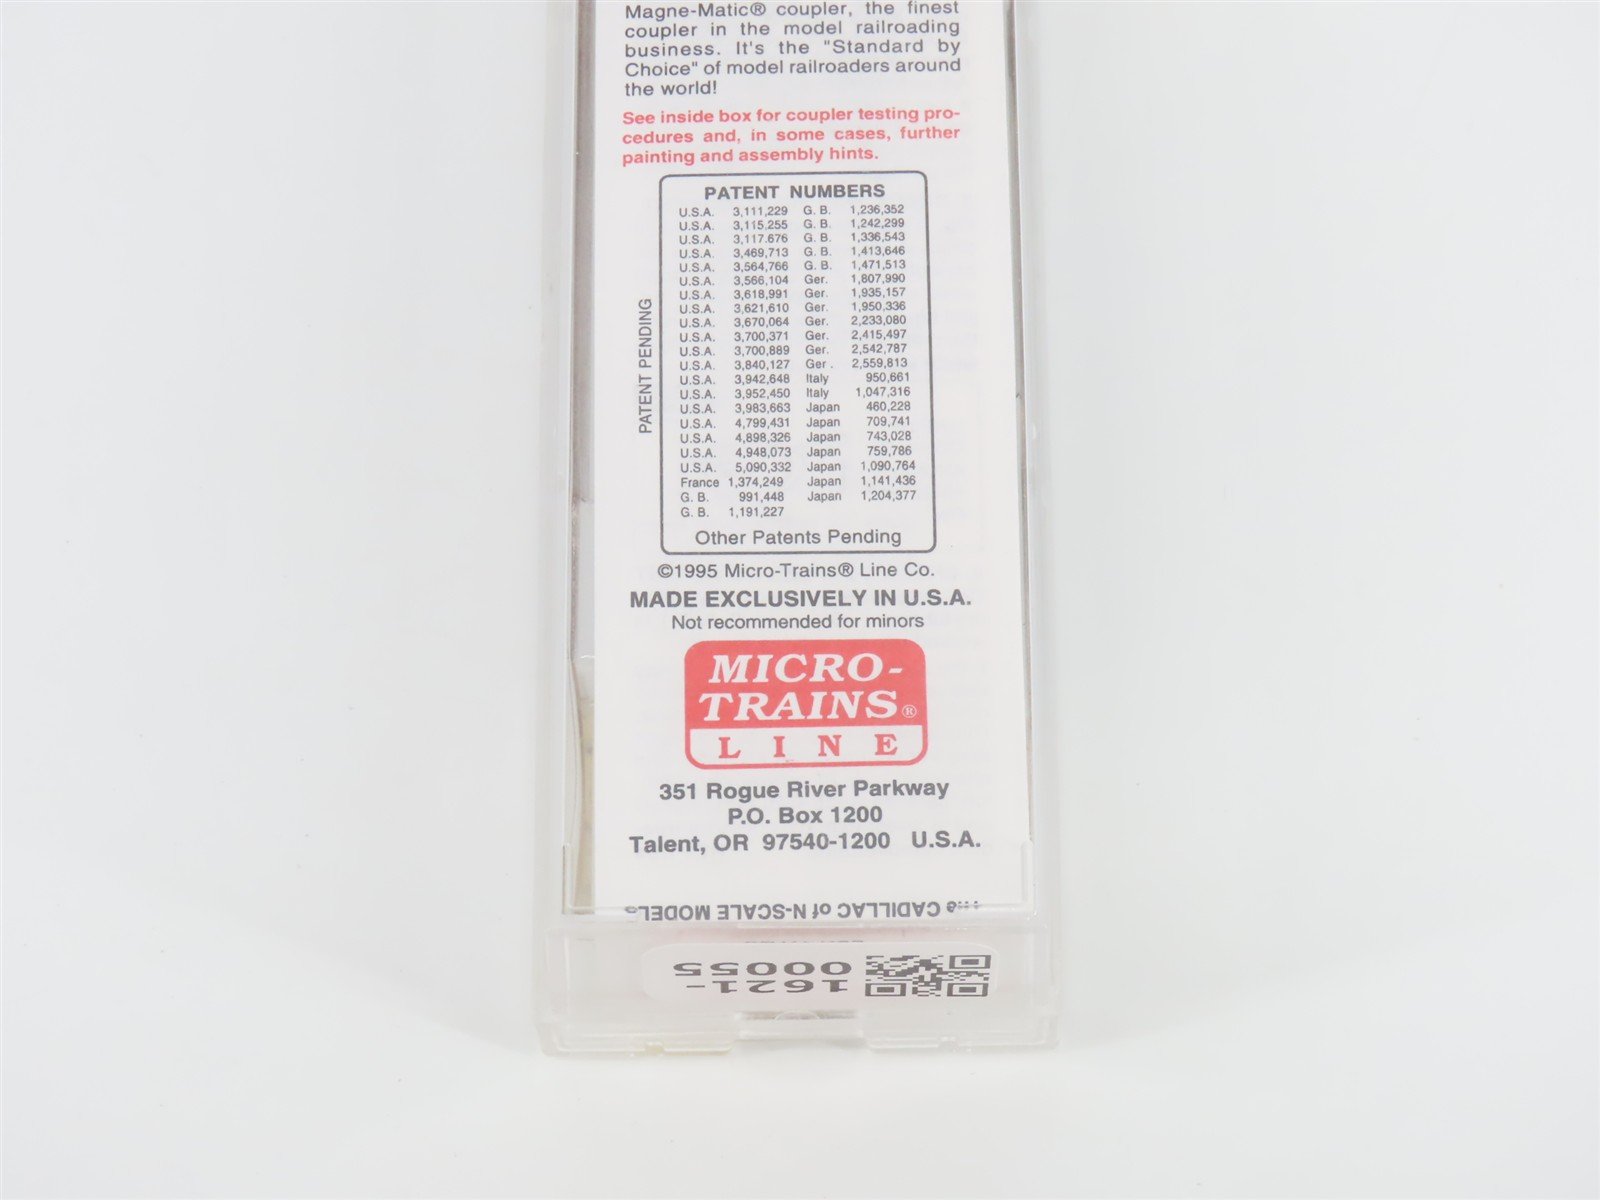 Magne-Matic® coupler, the finest
coupler in the model railroading
business. It's the "Standard by
Choice" of model railroaders around
the world!
See inside box for coupler testing pro-
cedures and, in some cases, further
painting and assembly hints.
PATENT PENDING
PATENT NUMBERS
U.S.A. 3,111,229 G. B. 1,236,352
U.S.A. 3,115,255 G. B. 1,242,299
U.S.A. 3,117.676 G. B. 1,336,543
U.S.A. 3,469,713 G. B. 1,413,646
U.S.A. 3,564,766 G. B. 1,471,513
U.S.A. 3,566,104 Ger. 1,807,990
U.S.A. 3,618,991 Ger. 1,935,157
U.S.A. 3,621,610 Ger. 1,950,336
U.S.A. 3,670,064 Ger. 2,233,080
U.S.A. 3,700,371 Ger. 2,415,497
U.S.A. 3,700,889 Ger. 2,542,787
U.S.A. 3,840,127 Ger . 2,559,813
U.S.A. 3,942,648 Italy 950,661
U.S.A. 3,952,450 Italy 1,047,316
U.S.A. 3,983,663 Japan 460,228
U.S.A. 4,799,431 Japan 709,741
U.S.A. 4,898,326 Japan 743,028
U.S.A. 4,948,073 Japan 759,786
U.S.A. 5,090,332 Japan 1,090,764
France 1,374,249 Japan 1,141,436
G. B. 991,448 Japan 1,204,377
G. B. 1,191,227
Other Patents Pending
©1995 Micro-Trains® Line Co.
MADE EXCLUSIVELY IN U.S.A.
Not recommended for minors
MICRO-
TRAINS®
LINE
351 Rogue River Parkway
P.O. Box 1200
Talent, OR 97540-1200 U.S.A.
The CADILLAC of N-SCALE MODELS
1621-
00055